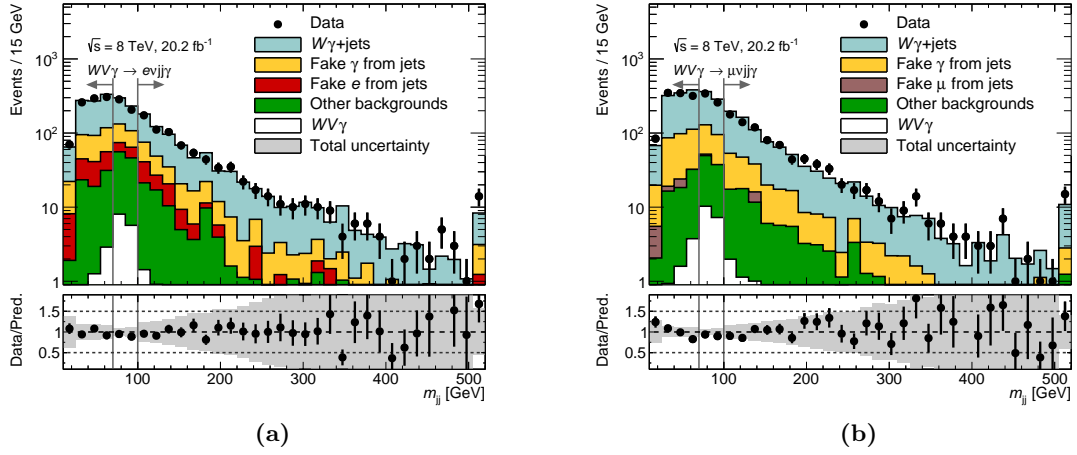 Events / 15 GeV
10³
10²
10
1
√s = 8 TeV, 20.2 fb⁻¹
WVγ → eνjjγ
Data
Wγ+jets
Fake γ from jets
Fake e from jets
Other backgrounds
WVγ
Total uncertainty
Data/Pred.
1.5
1
0.5
100 200 300 400 500
m_jj [GeV]
(a)
Events / 15 GeV
10³
10²
10
1
√s = 8 TeV, 20.2 fb⁻¹
WVγ → μνjjγ
Data
Wγ+jets
Fake γ from jets
Fake μ from jets
Other backgrounds
WVγ
Total uncertainty
Data/Pred.
1.5
1
0.5
100 200 300 400 500
m_jj [GeV]
(b)